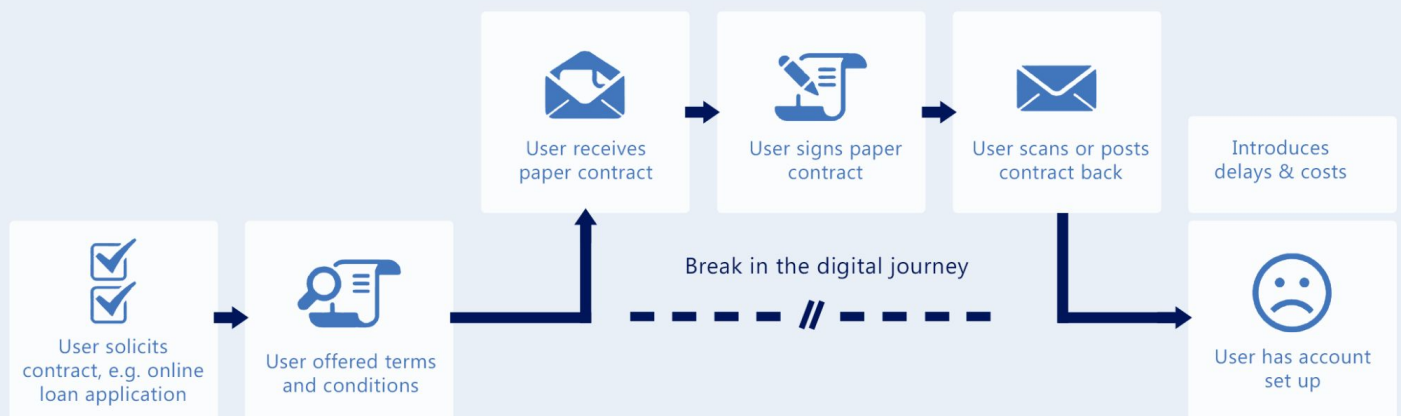 User receives
paper contract
User signs paper
contract
User scans or posts
contract back
Introduces
delays & costs
User solicits
contract, e.g. online
loan application
User offered terms
and conditions
Break in the digital journey
User has account
set up